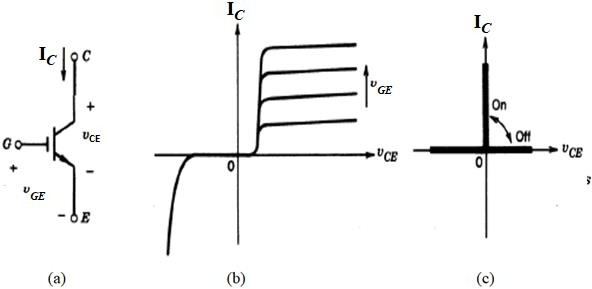 I_C
C
+
G
v_CE
+
−
v_GE
−
E
(a)
I_C
v_GE
0
v_CE
(b)
I_C
On
Off
0
v_CE
s
(c)